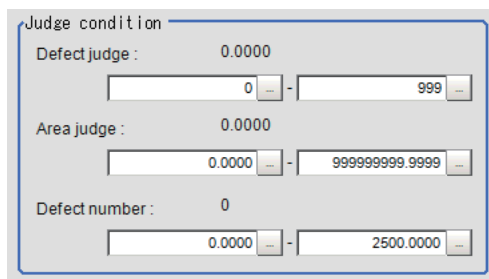 Judge condition
Defect judge : 0.0000
0 ... - 999 ...
Area judge : 0.0000
0.0000 ... - 999999999.9999 ...
Defect number : 0
0.0000 ... - 2500.0000 ...